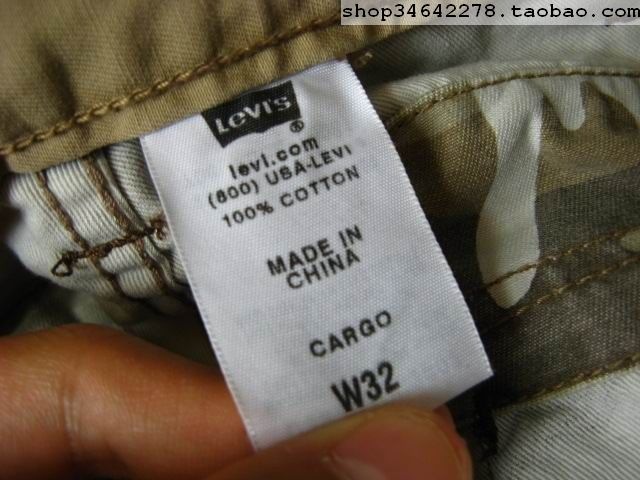 shop34642278.taobao.com
Levi's
®
levi.com
(800) USA-LEVI
100% COTTON
MADE IN
CHINA
CARGO
W32